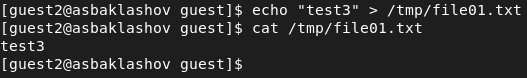 [guest2@asbaklashov guest]$ echo "test3" > /tmp/file01.txt
[guest2@asbaklashov guest]$ cat /tmp/file01.txt
test3
[guest2@asbaklashov guest]$